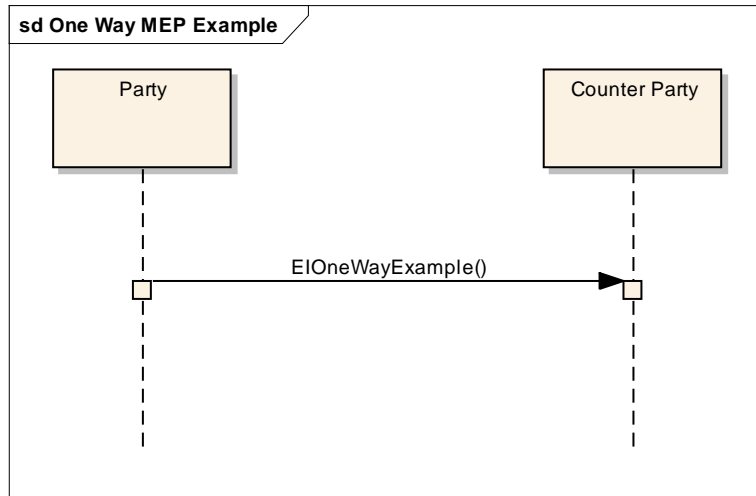 sd One Way MEP Example
Party
Counter Party
EIOneWayExample()